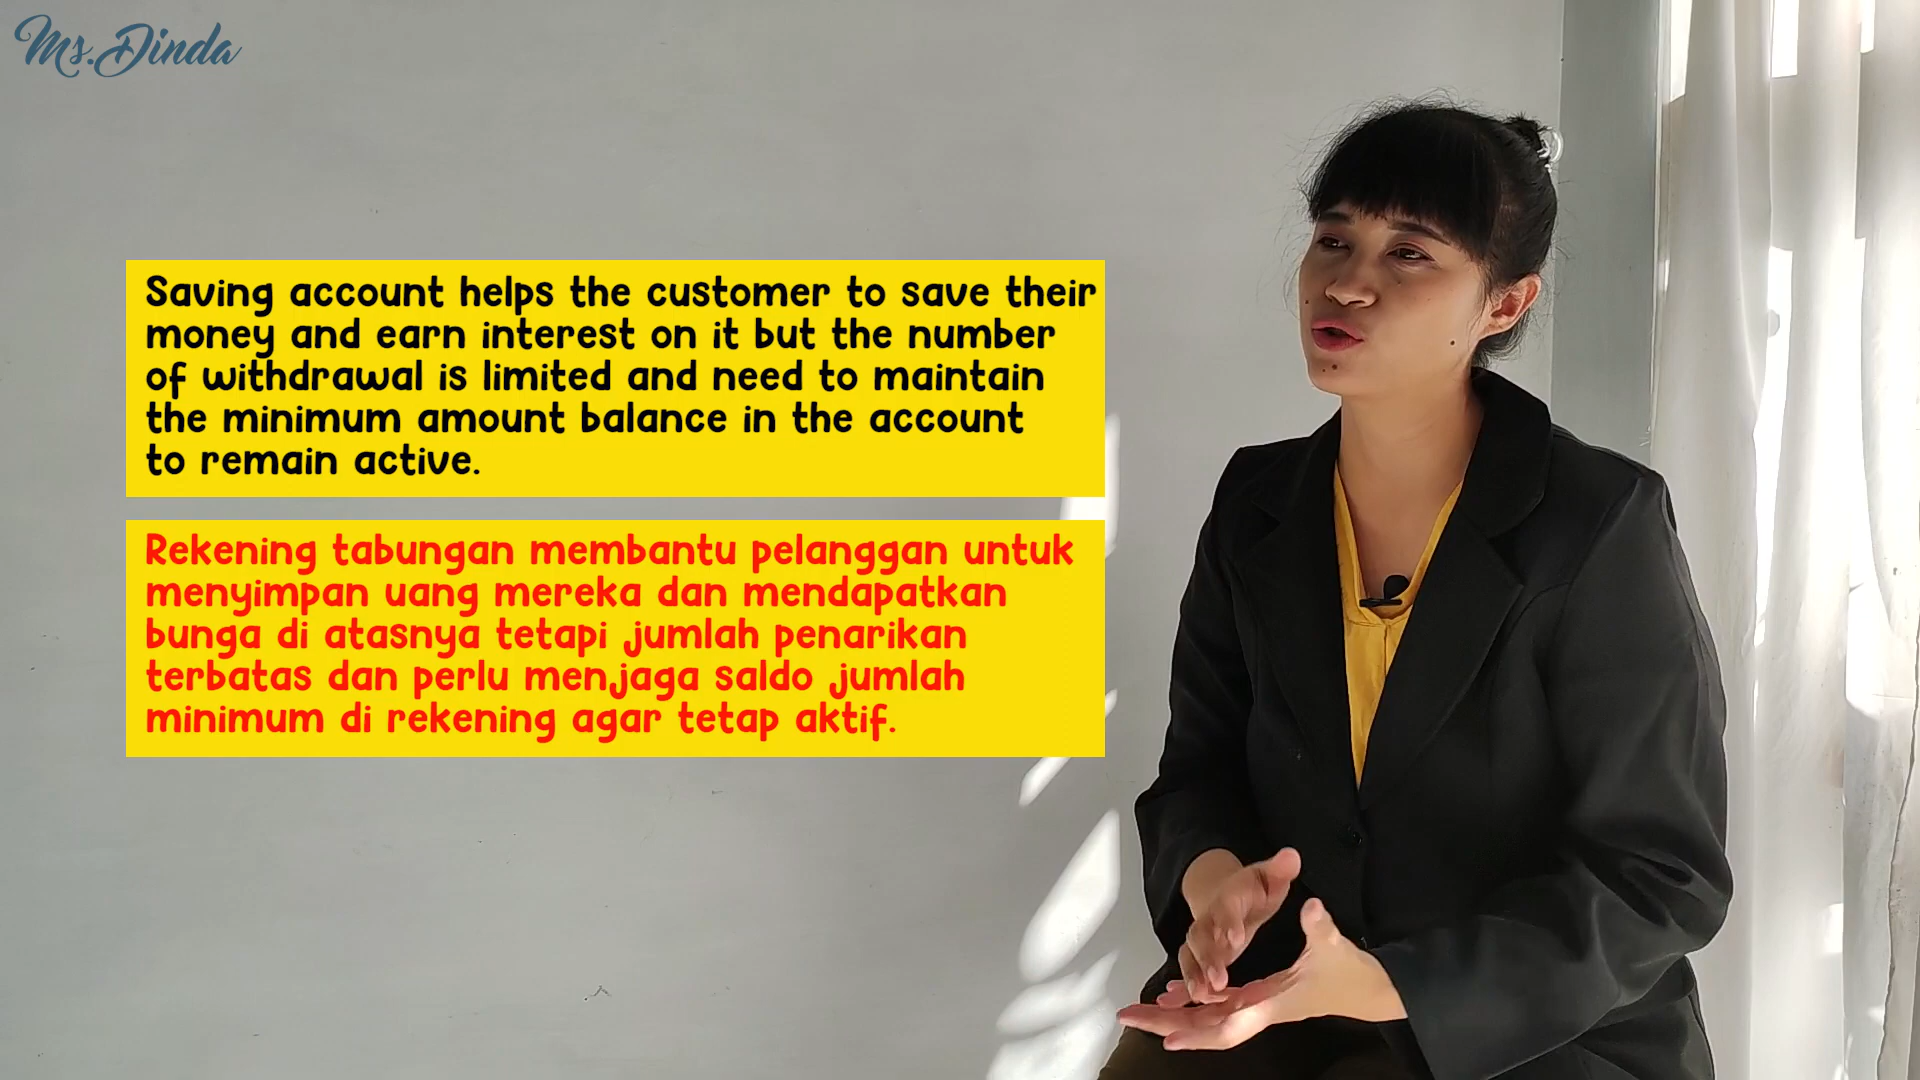 Ms.Dinda
Saving account helps the customer to save their
money and earn interest on it but the number
of withdrawal is limited and need to maintain
the minimum amount balance in the account
to remain active.
Rekening tabungan membantu pelanggan untuk
menyimpan uang mereka dan mendapatkan
bunga di atasnya tetapi jumlah penarikan
terbatas dan perlu menjaga saldo jumlah
minimum di rekening agar tetap aktif.